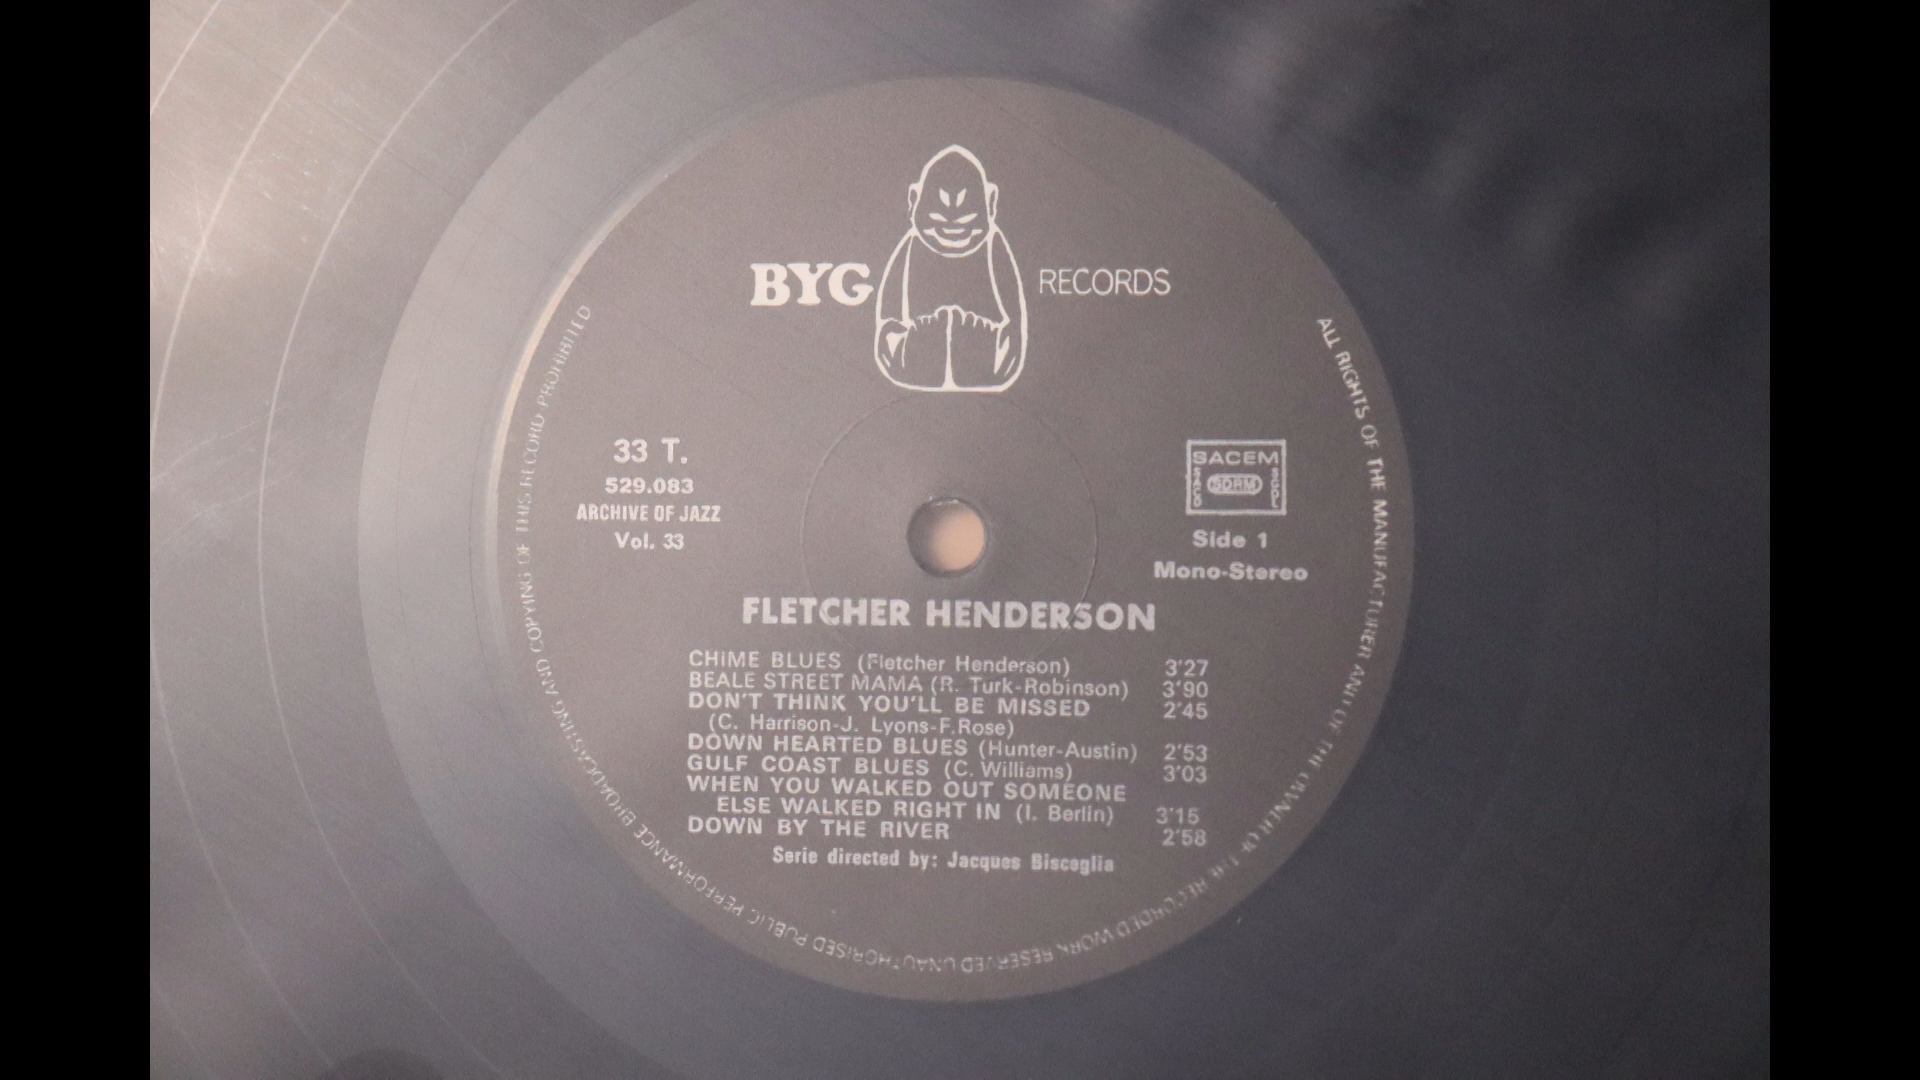 BYG RECORDS
33 T.
529.083
ARCHIVE OF JAZZ
Vol. 33
SACEM
SACD SDRM SGDL
Side 1
Mono-Stereo
FLETCHER HENDERSON
CHIME BLUES (Fletcher Henderson) 3'27
BEALE STREET MAMA (R. Turk-Robinson) 3'90
DON'T THINK YOU'LL BE MISSED 2'45
(C. Harrison-J. Lyons-F.Rose)
DOWN HEARTED BLUES (Hunter-Austin) 2'53
GULF COAST BLUES (C. Williams) 3'03
WHEN YOU WALKED OUT SOMEONE
ELSE WALKED RIGHT IN (I. Berlin) 3'15
DOWN BY THE RIVER 2'58
Serie directed by: Jacques Bisceglia
ALL RIGHTS OF THE MANUFACTURER AND OF THE OWNER OF THE RECORDED WORK RESERVED UNAUTHORISED PUBLIC PERFORMANCE BROADCASTING AND COPYING OF THIS RECORD PROHIBITED